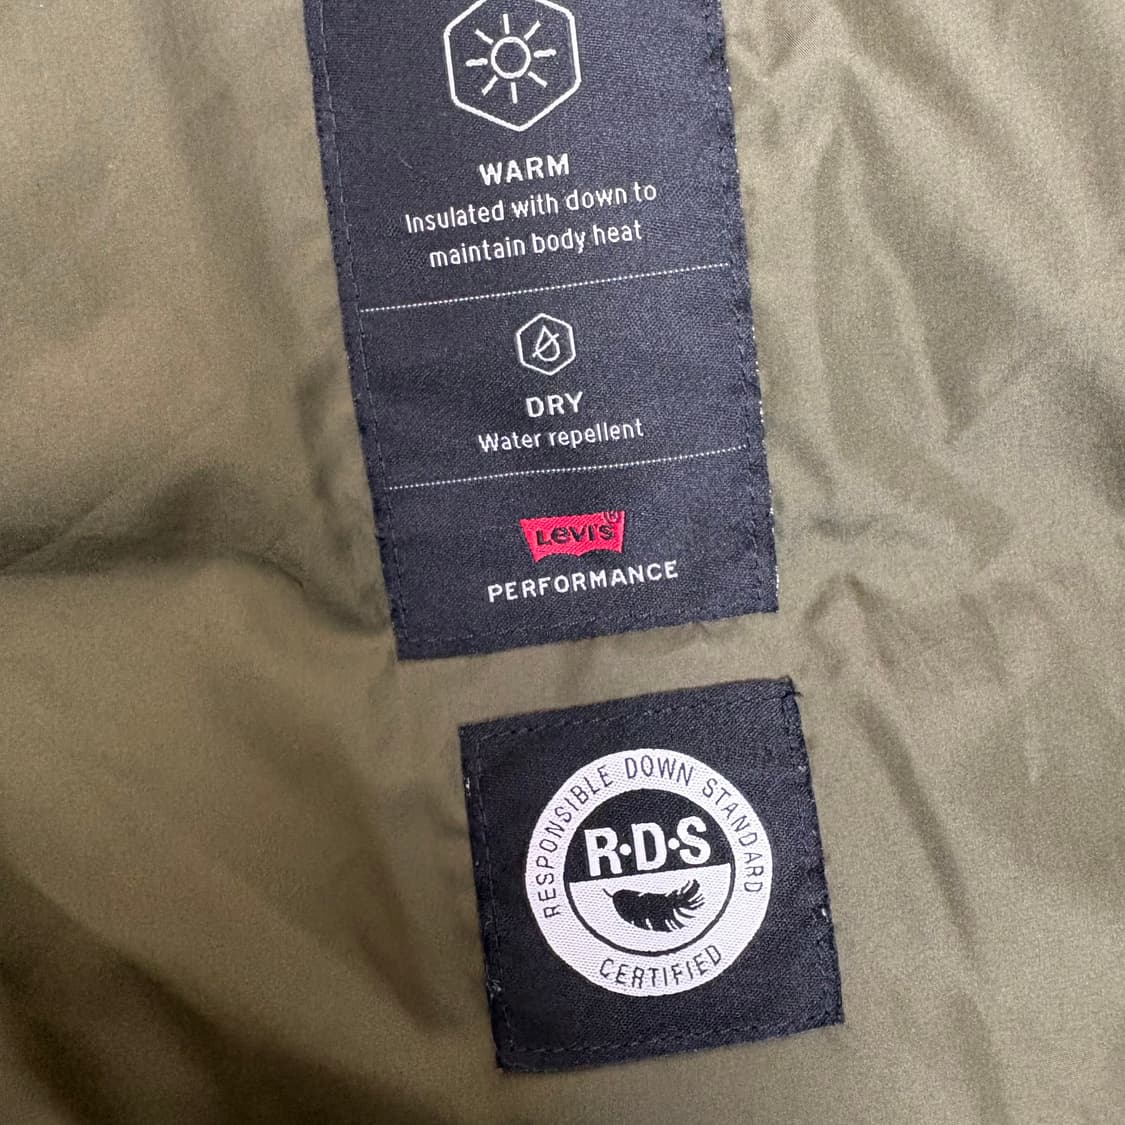 WARM
Insulated with down to
maintain body heat
DRY
Water repellent
Levi's®
PERFORMANCE
RESPONSIBLE DOWN STANDARD
R·D·S
CERTIFIED